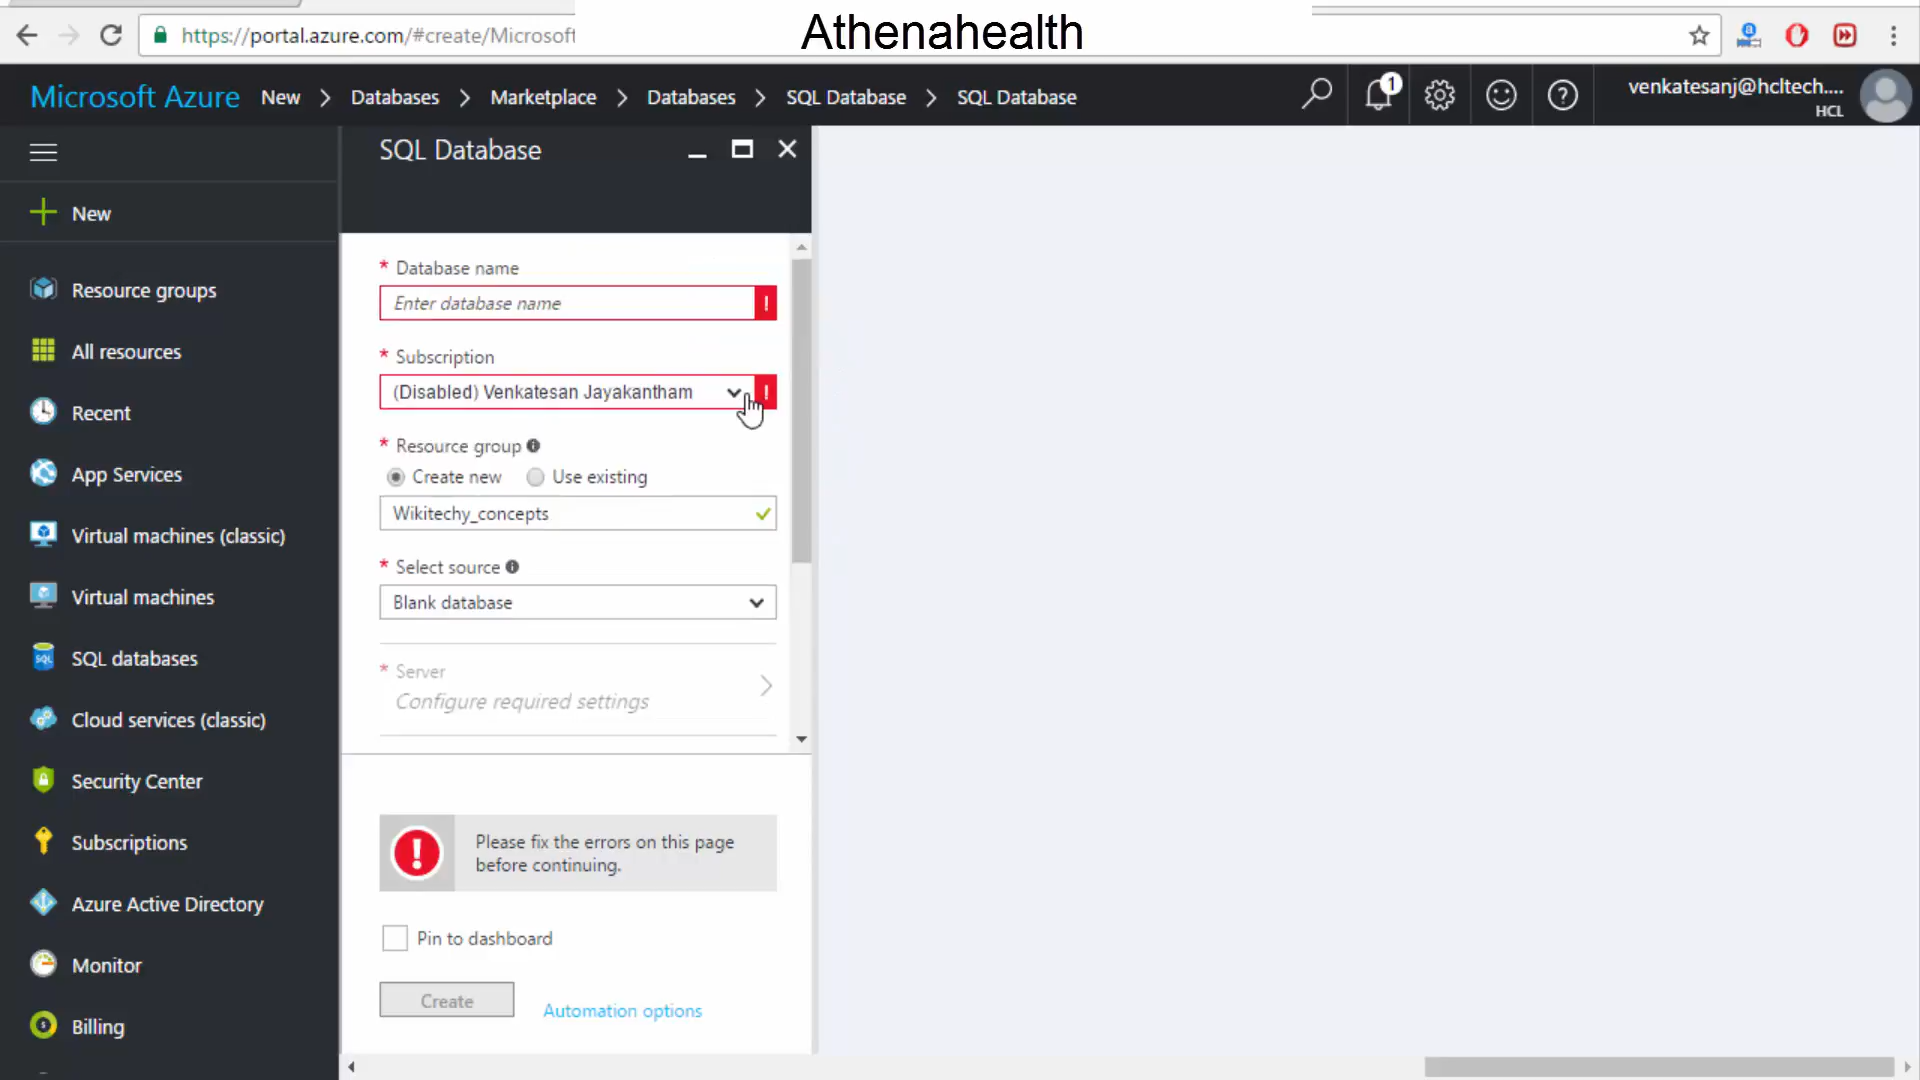 Athenahealth
https://portal.azure.com/#create/Microsoft
Microsoft Azure New > Databases > Marketplace > Databases > SQL Database > SQL Database
1
venkatesanj@hcltech....
HCL
New
Resource groups
All resources
Recent
App Services
Virtual machines (classic)
Virtual machines
SQL databases
Cloud services (classic)
Security Center
Subscriptions
Azure Active Directory
Monitor
Billing
SQL Database
* Database name
Enter database name
* Subscription
(Disabled) Venkatesan Jayakantham
* Resource group
Create new Use existing
Wikitechy_concepts
* Select source
Blank database
* Server
Configure required settings
Please fix the errors on this page
before continuing.
Pin to dashboard
Create
Automation options